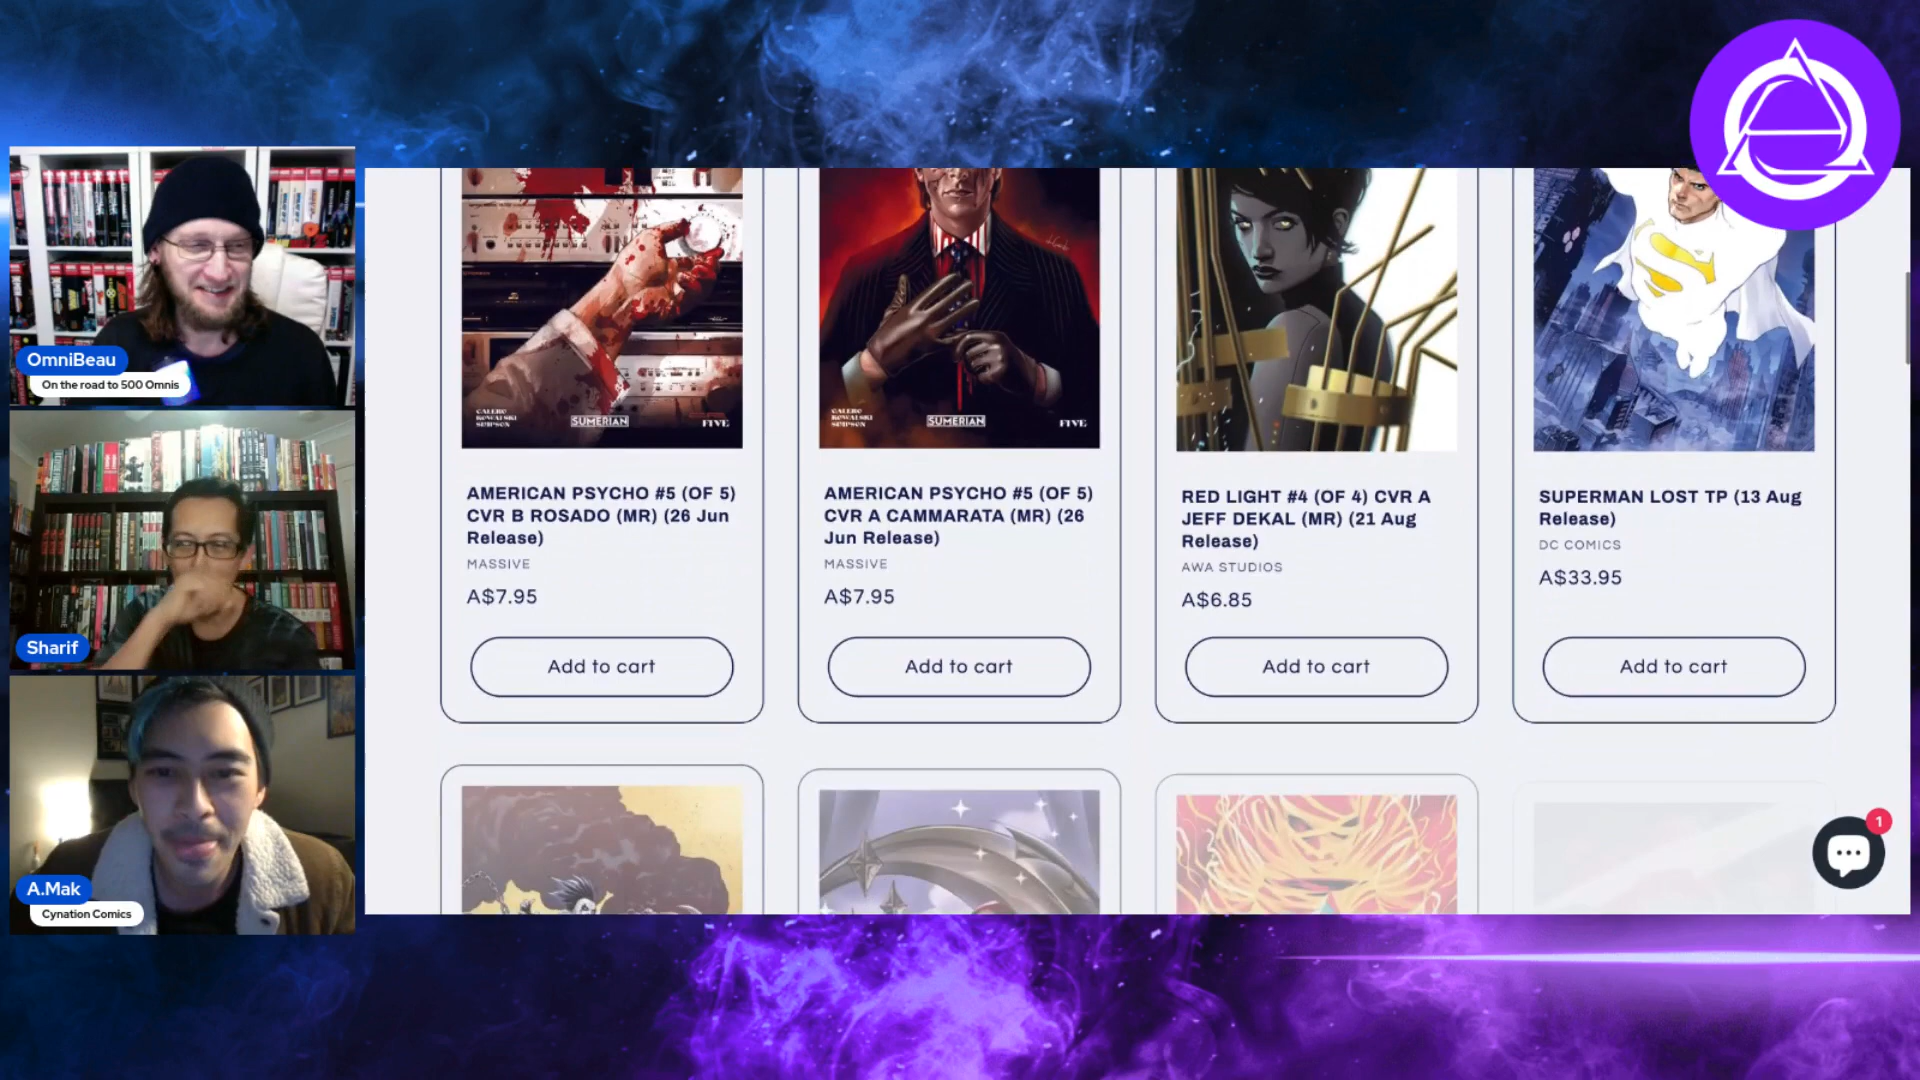 OmniBeau
On the road to 500 Omnis
Sharif
A.Mak
Cynation Comics
SUMERIAN
FIVE
SUMERIAN
FIVE
AMERICAN PSYCHO #5 (OF 5)
CVR B ROSADO (MR) (26 Jun
Release)
MASSIVE
A$7.95
Add to cart
AMERICAN PSYCHO #5 (OF 5)
CVR A CAMMARATA (MR) (26
Jun Release)
MASSIVE
A$7.95
Add to cart
RED LIGHT #4 (OF 4) CVR A
JEFF DEKAL (MR) (21 Aug
Release)
AWA STUDIOS
A$6.85
Add to cart
SUPERMAN LOST TP (13 Aug
Release)
DC COMICS
A$33.95
Add to cart
1